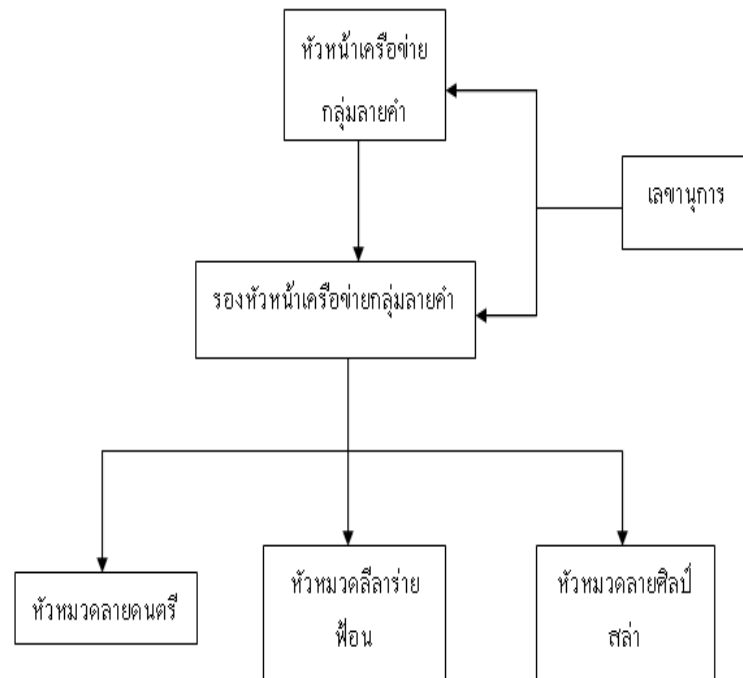 หัวหน้าเครือข่าย
กลุ่มลายคำ
เลขานุการ
รองหัวหน้าเครือข่ายกลุ่มลายคำ
หัวหมวดลายดนตรี
หัวหมวดลีลาร่าย
ฟ้อน
หัวหมวดลายศิลป์
สล่า